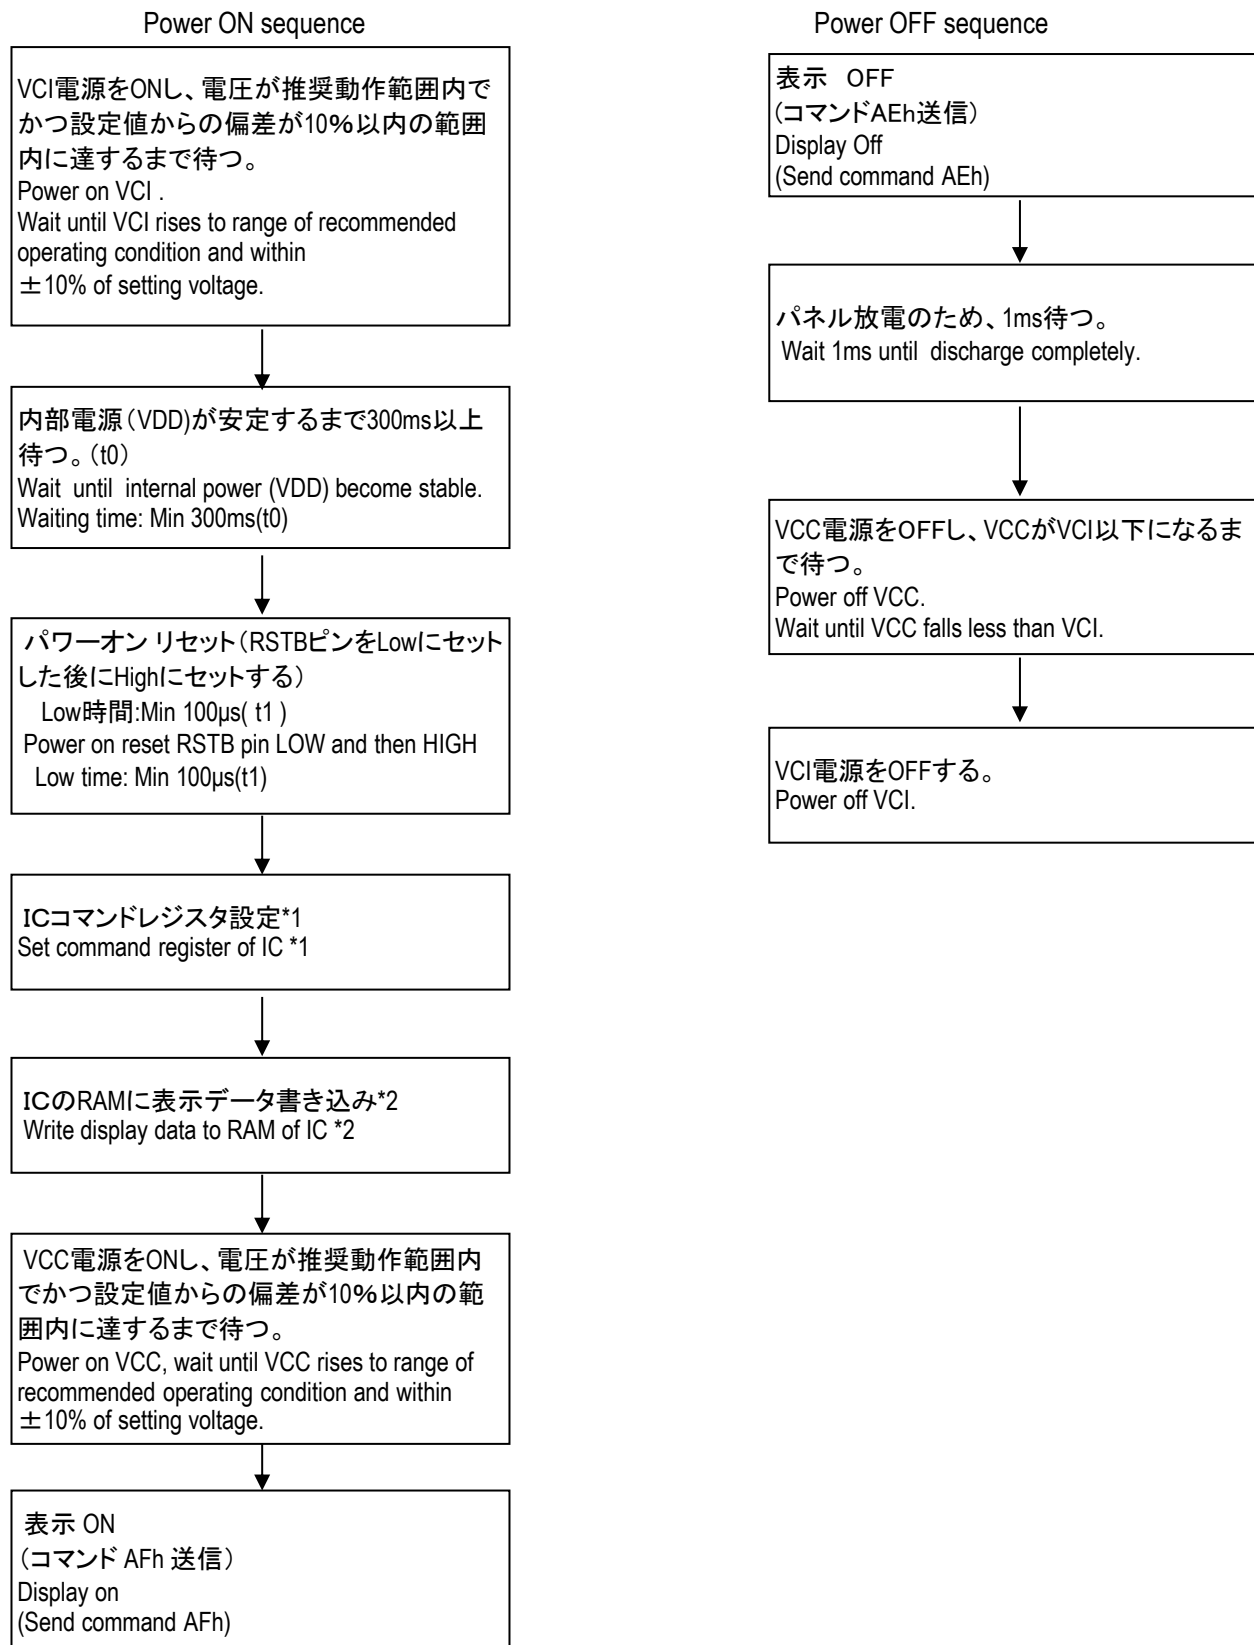 Power ON sequence
VCI電源をONし、電圧が推奨動作範囲内で
かつ設定値からの偏差が10%以内の範囲
内に達するまで待つ。
Power on VCI .
Wait until VCI rises to range of recommended
operating condition and within
±10% of setting voltage.
内部電源(VDD)が安定するまで300ms以上
待つ。(t0)
Wait until internal power (VDD) become stable.
Waiting time: Min 300ms(t0)
パワーオン リセット(RSTBピンをLowにセット
した後にHighにセットする)
Low時間:Min 100µs( t1 )
Power on reset RSTB pin LOW and then HIGH
Low time: Min 100µs(t1)
ICコマンドレジスタ設定*1
Set command register of IC *1
ICのRAMに表示データ書き込み*2
Write display data to RAM of IC *2
VCC電源をONし、電圧が推奨動作範囲内
でかつ設定値からの偏差が10%以内の範
囲内に達するまで待つ。
Power on VCC, wait until VCC rises to range of
recommended operating condition and within
±10% of setting voltage.
表示 ON
(コマンド AFh 送信)
Display on
(Send command AFh)
Power OFF sequence
表示 OFF
(コマンドAEh送信)
Display Off
(Send command AEh)
パネル放電のため、1ms待つ。
Wait 1ms until discharge completely.
VCC電源をOFFし、VCCがVCI以下になるま
で待つ。
Power off VCC.
Wait until VCC falls less than VCI.
VCI電源をOFFする。
Power off VCI.